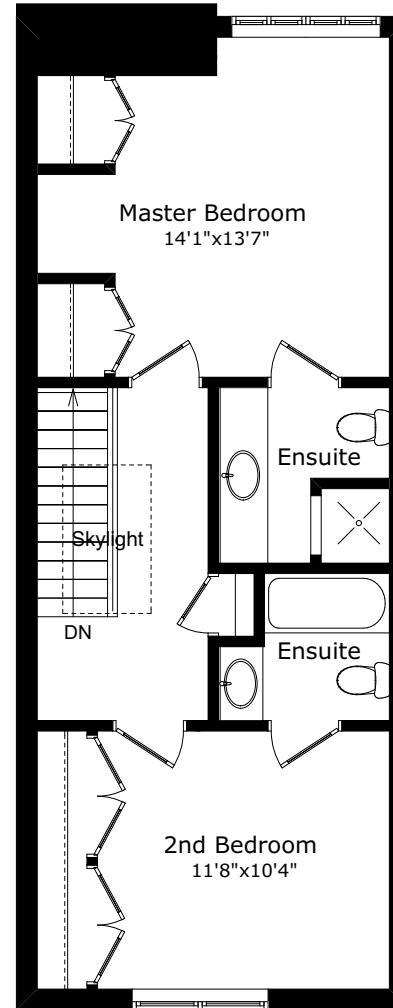 Master Bedroom
14'1"x13'7"
Ensuite
Skylight
DN
Ensuite
2nd Bedroom
11'8"x10'4"